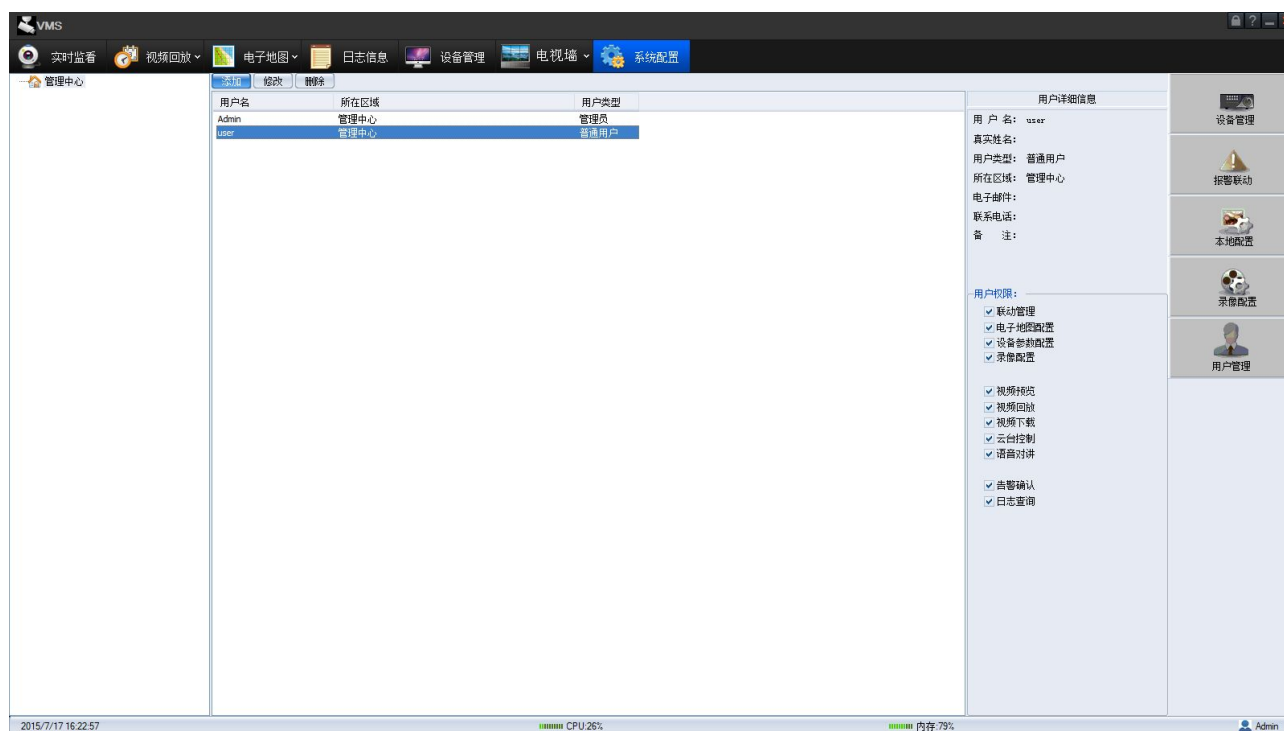 VMS
实时监看 视频回放 电子地图 日志信息 设备管理 电视墙 系统配置
管理中心
添加 修改 删除
用户名 所在区域 用户类型
Admin 管理中心 管理员
user 管理中心 普通用户
用户详细信息
用 户 名: user
真实姓名:
用户类型: 普通用户
所在区域: 管理中心
电子邮件:
联系电话:
备 注:
用户权限:
联动管理
电子地图配置
设备参数配置
录像配置
视频预览
视频回放
视频下载
云台控制
语音对讲
告警确认
日志查询
设备管理
报警联动
本地配置
录像配置
用户管理
2015/7/17 16:22:57 CPU:26% 内存:79% Admin